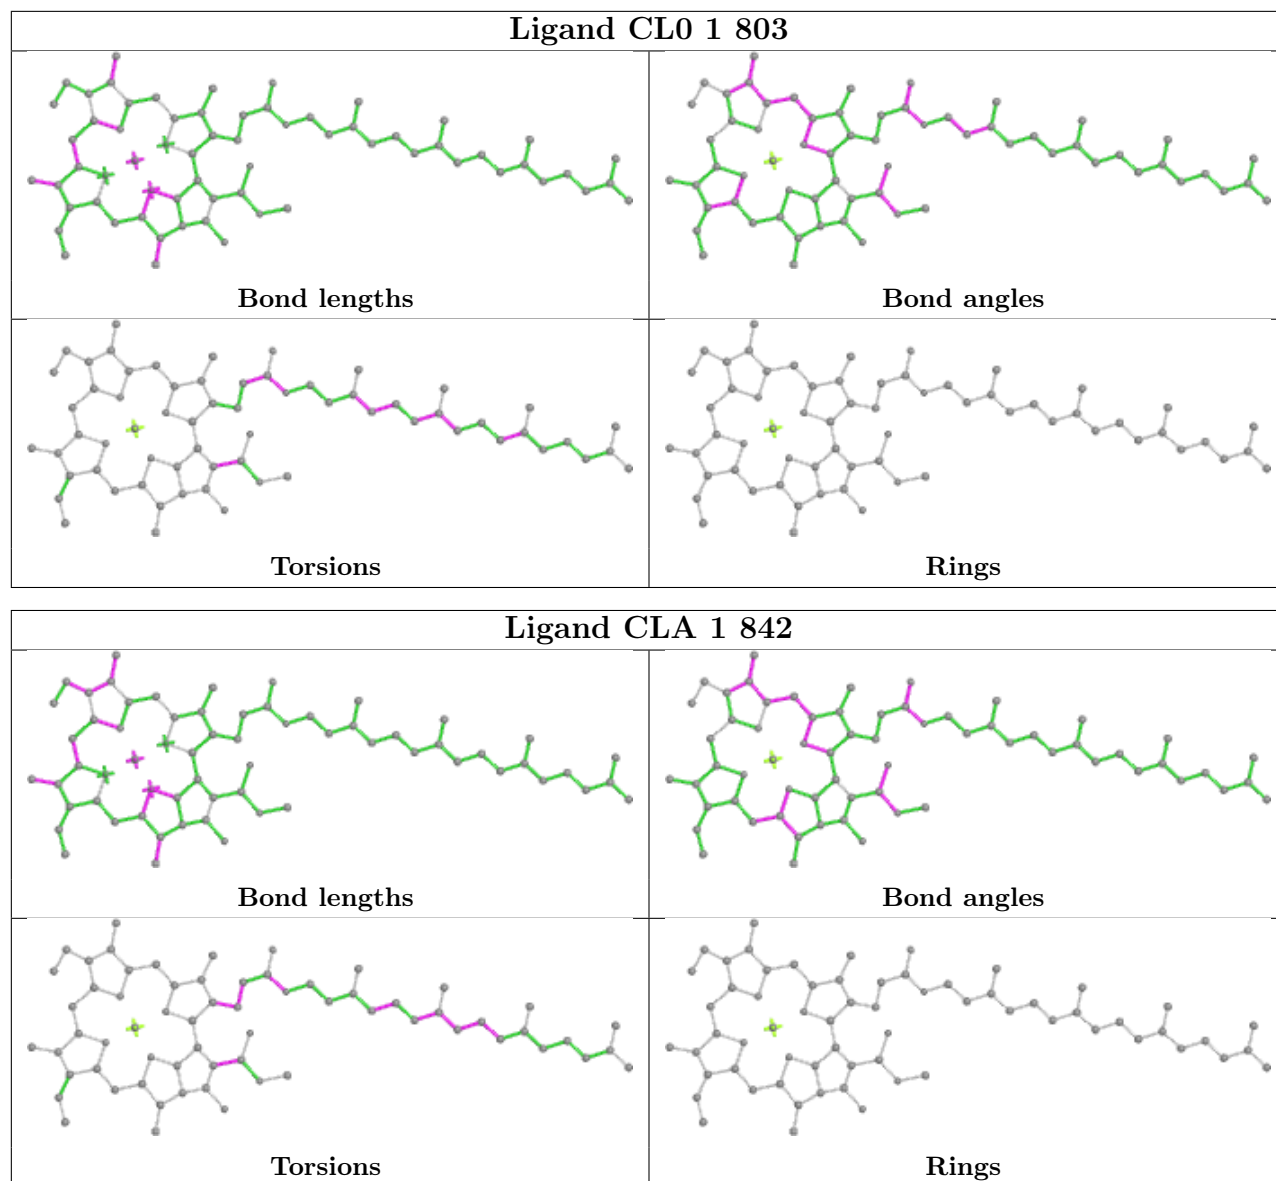 Ligand CL0 1 803
Bond lengths
Bond angles
Torsions
Rings
Ligand CLA 1 842
Bond lengths
Bond angles
Torsions
Rings